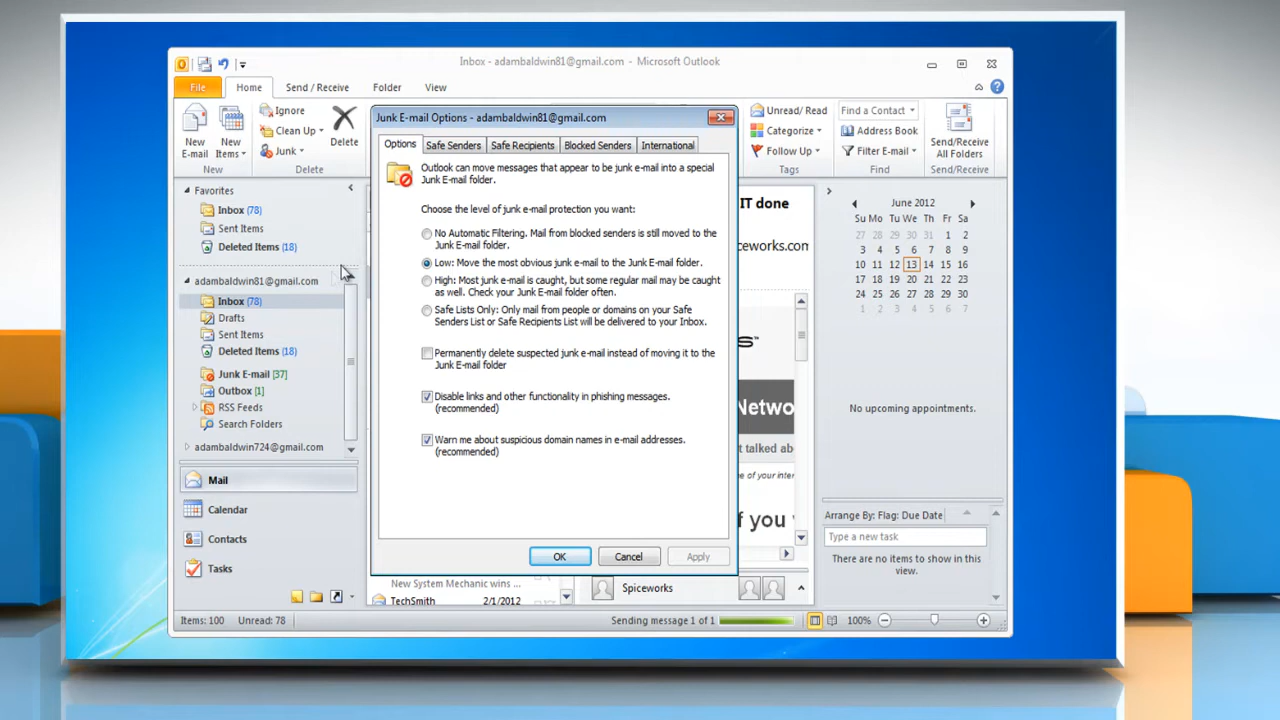 Inbox - adambaldwin81@gmail.com - Microsoft Outlook
File
Home
Send / Receive
Folder
View
New
E-mail
New
Items
Ignore
Clean Up
Junk
Delete
New
Delete
Unread/ Read
Categorize
Follow Up
Tags
Find a Contact
Address Book
Filter E-mail
Find
Send/Receive
All Folders
Send/Receive
Favorites
Inbox (78)
Sent Items
Deleted Items (18)
adambaldwin81@gmail.com
Inbox (78)
Drafts
Sent Items
Deleted Items (18)
Junk E-mail [37]
Outbox [1]
RSS Feeds
Search Folders
adambaldwin724@gmail.com
Mail
Calendar
Contacts
Tasks
Junk E-mail Options - adambaldwin81@gmail.com
Options
Safe Senders
Safe Recipients
Blocked Senders
International
Outlook can move messages that appear to be junk e-mail into a special
Junk E-mail folder.
Choose the level of junk e-mail protection you want:
No Automatic Filtering. Mail from blocked senders is still moved to the
Junk E-mail folder.
Low: Move the most obvious junk e-mail to the Junk E-mail folder.
High: Most junk e-mail is caught, but some regular mail may be caught
as well. Check your Junk E-mail folder often.
Safe Lists Only: Only mail from people or domains on your Safe
Senders List or Safe Recipients List will be delivered to your Inbox.
Permanently delete suspected junk e-mail instead of moving it to the
Junk E-mail folder
Disable links and other functionality in phishing messages.
(recommended)
Warn me about suspicious domain names in e-mail addresses.
(recommended)
OK
Cancel
Apply
IT done
iceworks.com
S™
Netwo
t talked abo
e of your inter
f you v
New System Mechanic wins ...
TechSmith 2/1/2012
Spiceworks
June 2012
Su Mo Tu We Th Fr Sa
27 28 29 30 31 1 2
3 4 5 6 7 8 9
10 11 12 13 14 15 16
17 18 19 20 21 22 23
24 25 26 27 28 29 30
1 2 3 4 5 6 7
No upcoming appointments.
Arrange By: Flag: Due Date
Type a new task
There are no items to show in this
view.
Items: 100
Unread: 78
Sending message 1 of 1
100%